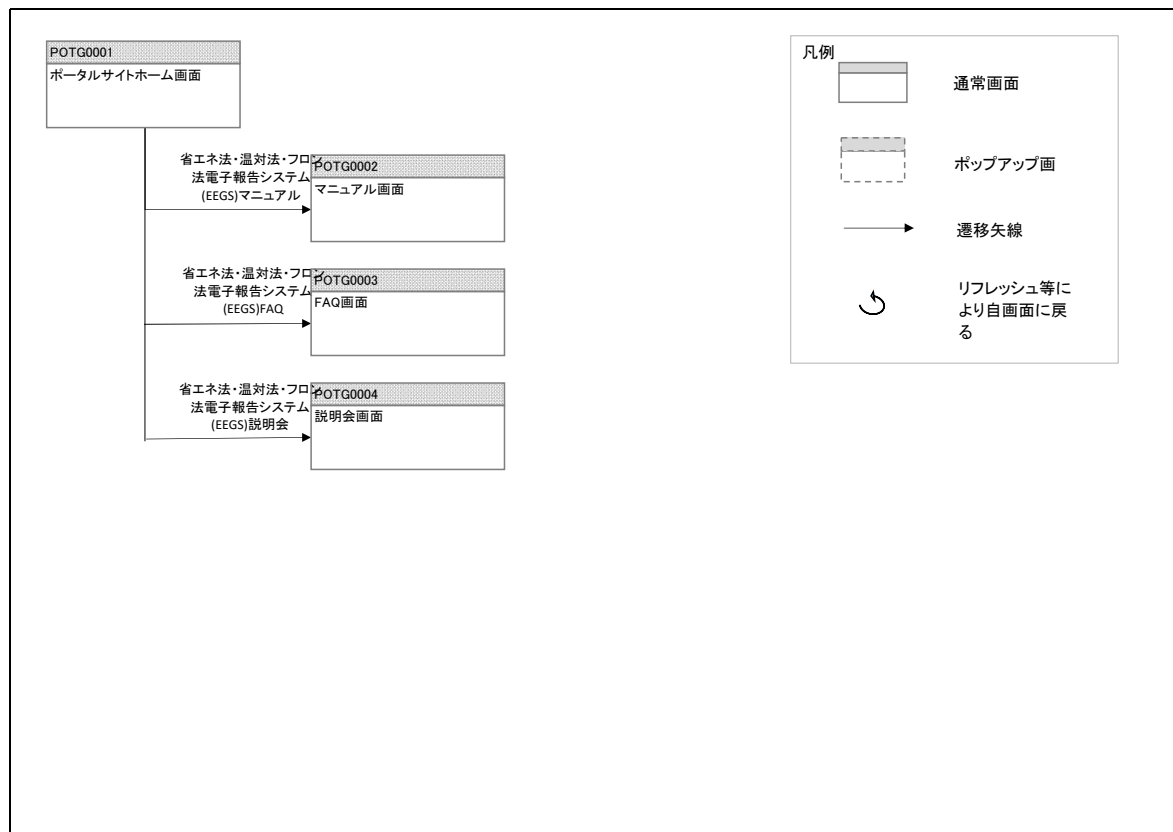 POTG0001
ポータルサイトホーム画面
省エネ法・温対法・フロン
法電子報告システム
(EEGS)マニュアル
POTG0002
マニュアル画面
省エネ法・温対法・フロン
法電子報告システム
(EEGS)FAQ
POTG0003
FAQ画面
省エネ法・温対法・フロン
法電子報告システム
(EEGS)説明会
POTG0004
説明会画面
凡例
通常画面
ポップアップ画
遷移矢線
リフレッシュ等に
より自画面に戻
る